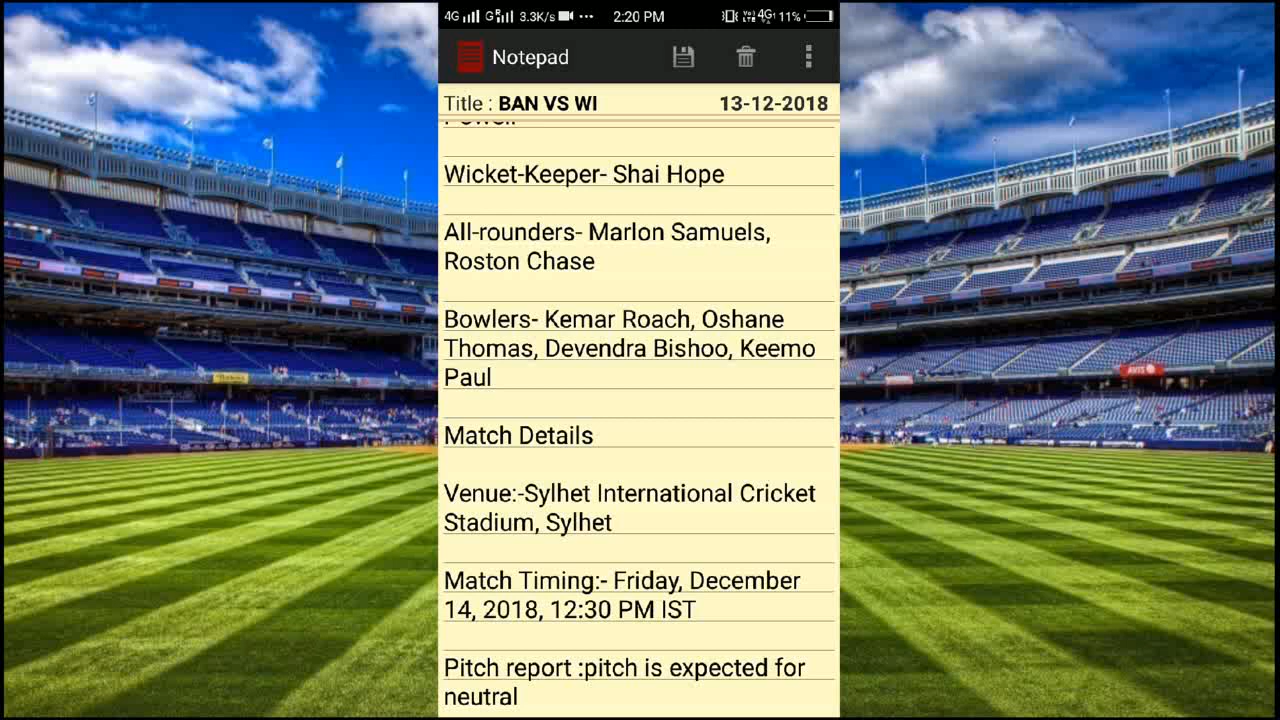 4G 3.3K/s 2:20 PM 4G 11%
Notepad
Title : BAN VS WI 13-12-2018
Powell
Wicket-Keeper- Shai Hope
All-rounders- Marlon Samuels,
Roston Chase
Bowlers- Kemar Roach, Oshane
Thomas, Devendra Bishoo, Keemo
Paul
Match Details
Venue:-Sylhet International Cricket
Stadium, Sylhet
Match Timing:- Friday, December
14, 2018, 12:30 PM IST
Pitch report :pitch is expected for
neutral
AVIS